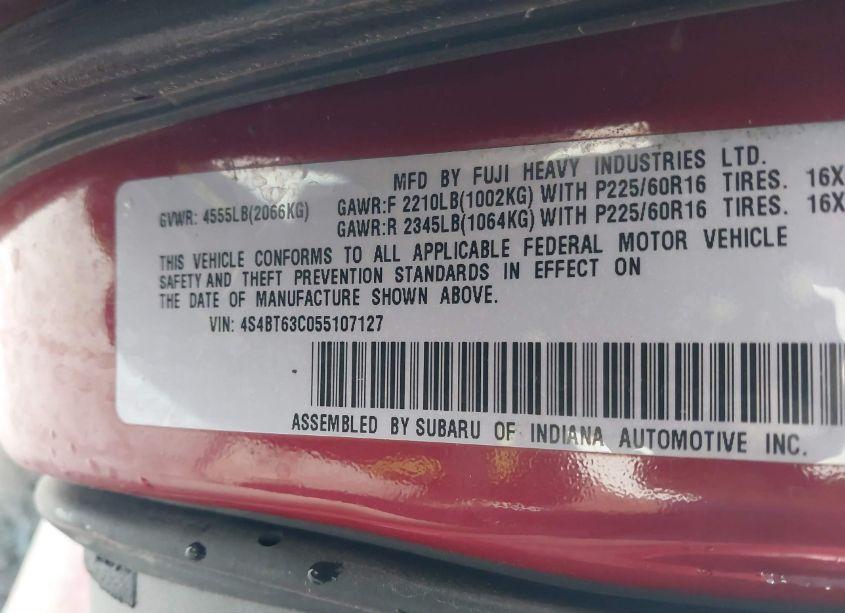 MFD BY FUJI HEAVY INDUSTRIES LTD.
GVWR: 4555LB(2066KG)
GAWR:F 2210LB(1002KG) WITH P225/60R16 TIRES. 16X
GAWR:R 2345LB(1064KG) WITH P225/60R16 TIRES. 16X
THIS VEHICLE CONFORMS TO ALL APPLICABLE FEDERAL MOTOR VEHICLE
SAFETY AND THEFT PREVENTION STANDARDS IN EFFECT ON
THE DATE OF MANUFACTURE SHOWN ABOVE.
VIN: 4S4BT63C055107127
ASSEMBLED BY SUBARU OF INDIANA AUTOMOTIVE INC.